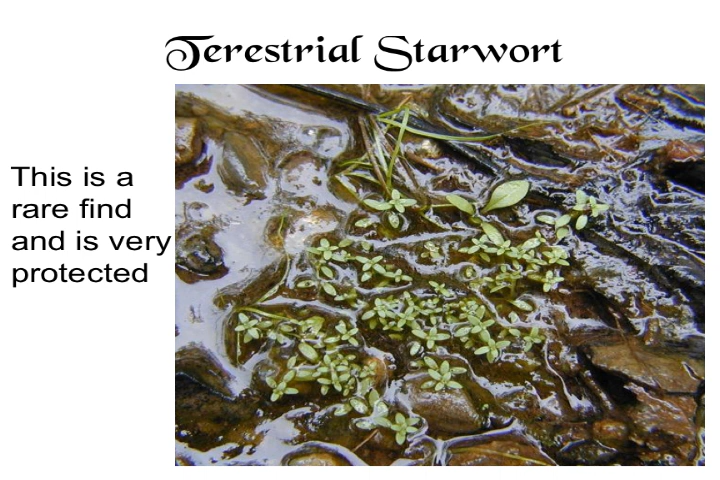 Terestrial Starwort
This is a
rare find
and is very
protected